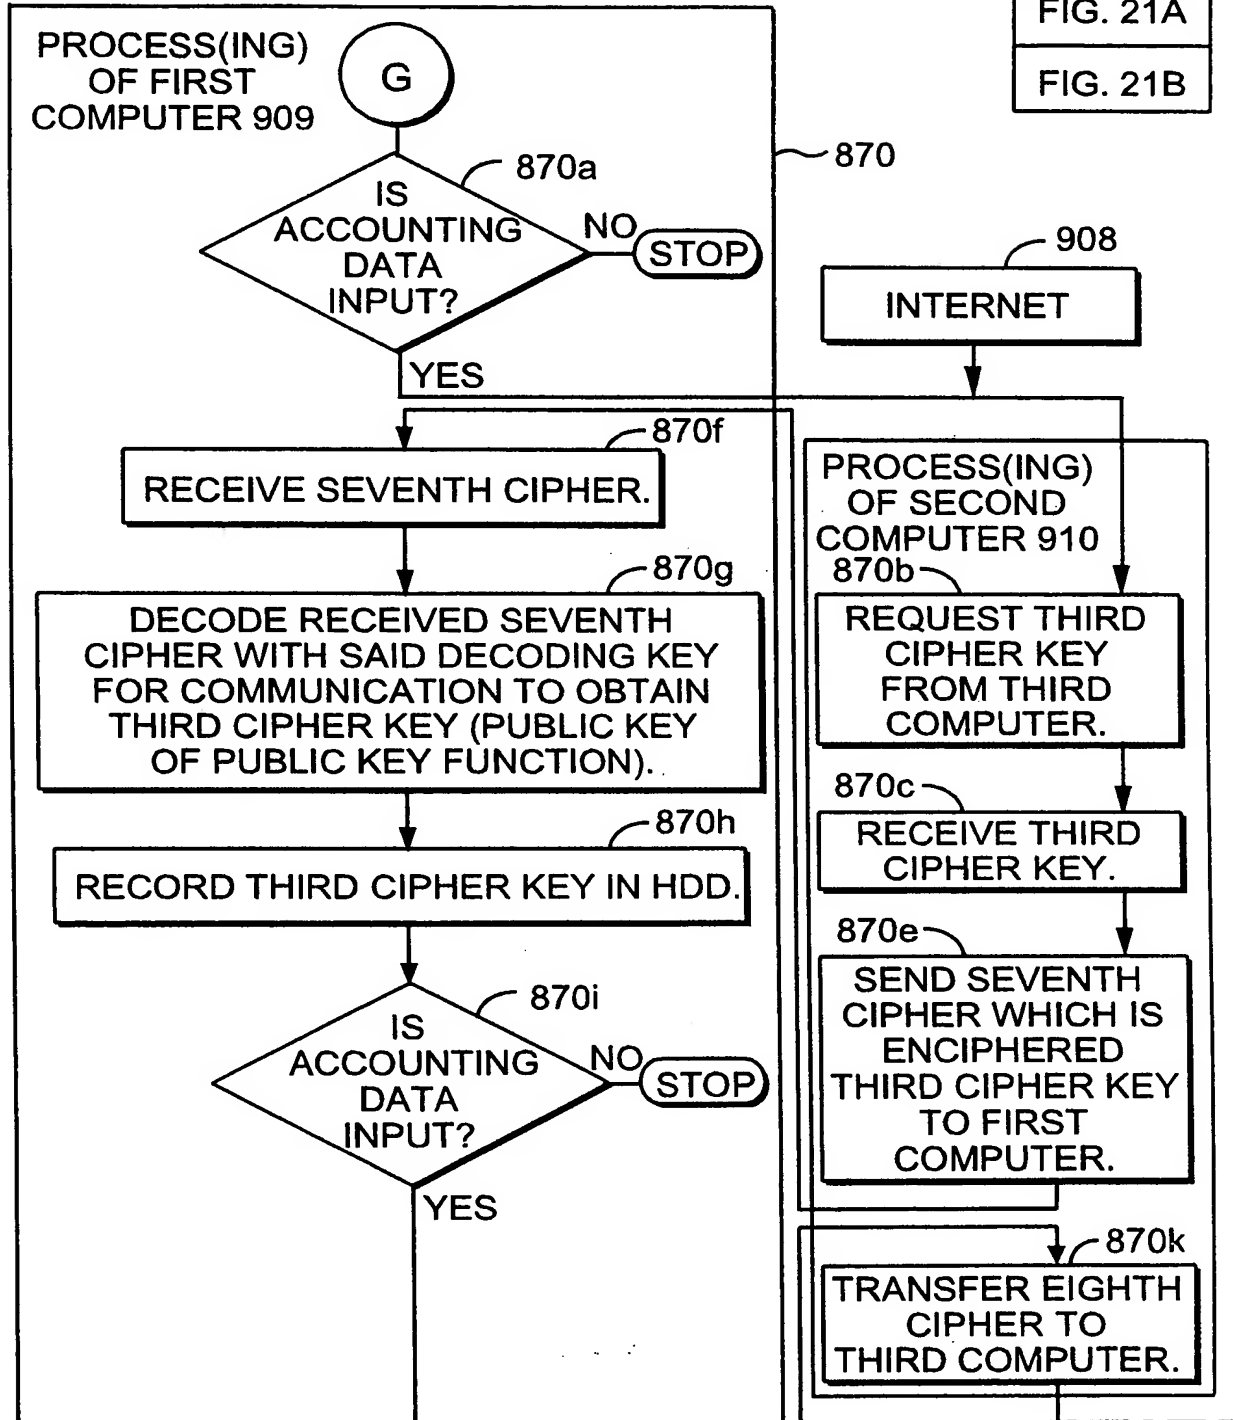 FIG. 21A
FIG. 21B
PROCESS(ING)
OF FIRST
COMPUTER 909
G
870
870a
IS
ACCOUNTING
DATA
INPUT?
NO
STOP
YES
908
INTERNET
870f
RECEIVE SEVENTH CIPHER.
870g
DECODE RECEIVED SEVENTH
CIPHER WITH SAID DECODING KEY
FOR COMMUNICATION TO OBTAIN
THIRD CIPHER KEY (PUBLIC KEY
OF PUBLIC KEY FUNCTION).
870h
RECORD THIRD CIPHER KEY IN HDD.
870i
IS
ACCOUNTING
DATA
INPUT?
NO
STOP
YES
PROCESS(ING)
OF SECOND
COMPUTER 910
870b
REQUEST THIRD
CIPHER KEY
FROM THIRD
COMPUTER.
870c
RECEIVE THIRD
CIPHER KEY.
870e
SEND SEVENTH
CIPHER WHICH IS
ENCIPHERED
THIRD CIPHER KEY
TO FIRST
COMPUTER.
870k
TRANSFER EIGHTH
CIPHER TO
THIRD COMPUTER.